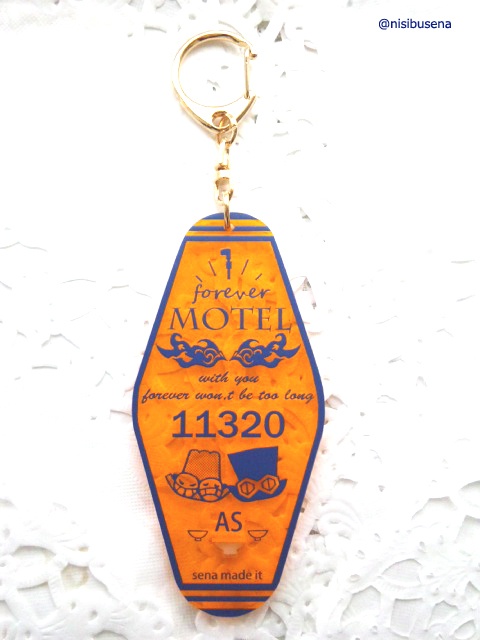 @nisibusena
forever
MOTEL
with you
forever won,t be too long
11320
AS
sena made it